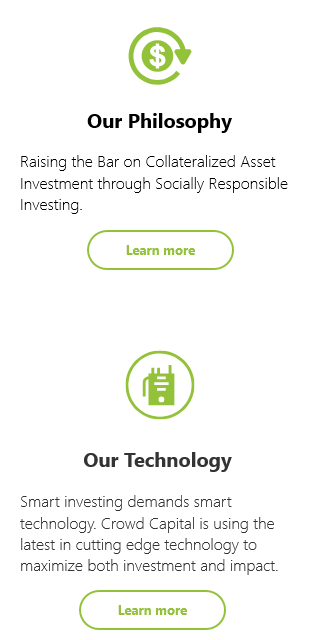 $
Our Philosophy
Raising the Bar on Collateralized Asset
Investment through Socially Responsible
Investing.
Learn more
Our Technology
Smart investing demands smart
technology. Crowd Capital is using the
latest in cutting edge technology to
maximize both investment and impact.
Learn more